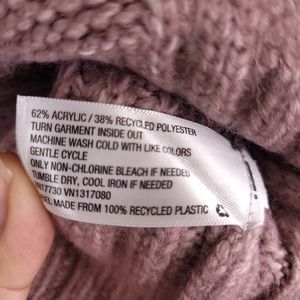 62% ACRYLIC / 38% RECYCLED POLYESTER
TURN GARMENT INSIDE OUT
MACHINE WASH COLD WITH LIKE COLORS
GENTLE CYCLE
ONLY NON-CHLORINE BLEACH IF NEEDED
TUMBLE DRY, COOL IRON IF NEEDED
N17730 VN1317080
MADE FROM 100% RECYCLED PLASTIC